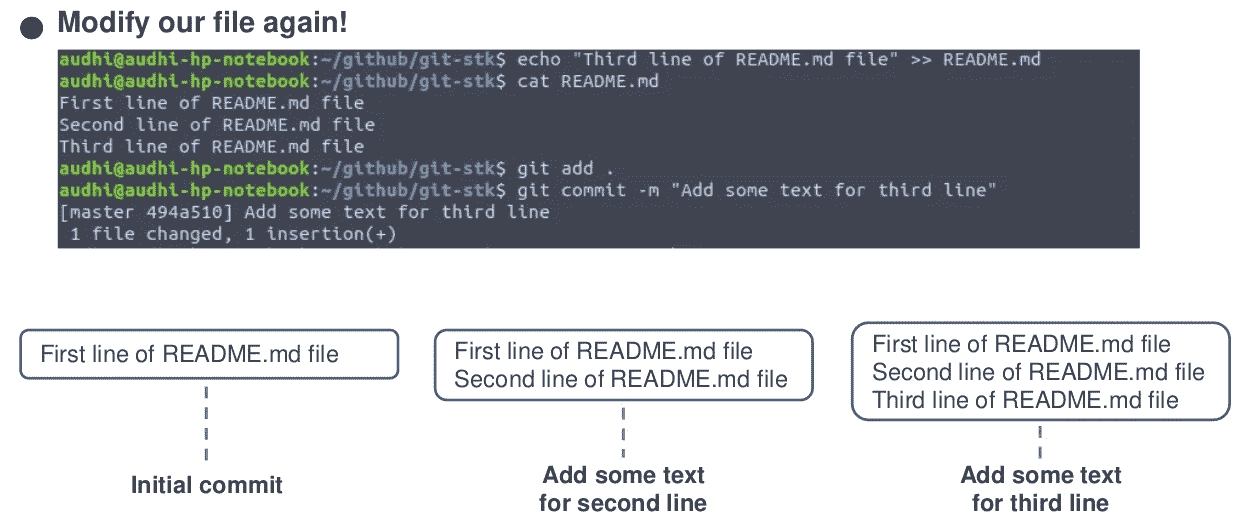 Modify our file again!
audhi@audhi-hp-notebook:~/github/git-stk$ echo "Third line of README.md file" >> README.md
audhi@audhi-hp-notebook:~/github/git-stk$ cat README.md
First line of README.md file
Second line of README.md file
Third line of README.md file
audhi@audhi-hp-notebook:~/github/git-stk$ git add .
audhi@audhi-hp-notebook:~/github/git-stk$ git commit -m "Add some text for third line"
[master 494a510] Add some text for third line
 1 file changed, 1 insertion(+)
First line of README.md file
Initial commit
First line of README.md file
Second line of README.md file
Add some text
for second line
First line of README.md file
Second line of README.md file
Third line of README.md file
Add some text
for third line